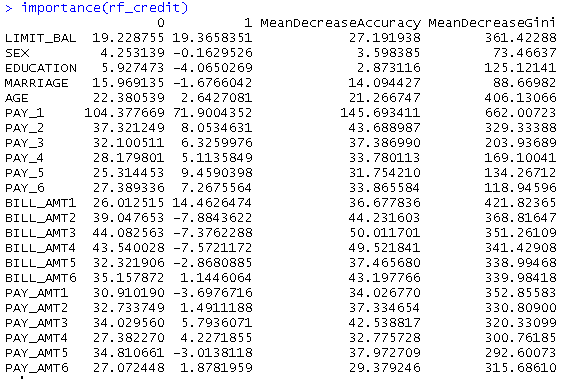 > importance(rf_credit)
0 1 MeanDecreaseAccuracy MeanDecreaseGini
LIMIT_BAL 19.228755 19.3658351 27.191938 361.42288
SEX 4.253139 -0.1629526 3.598385 73.46637
EDUCATION 5.927473 -4.0650269 2.873116 125.12141
MARRIAGE 15.969135 -1.6766042 14.094427 88.66982
AGE 22.380539 2.6427081 21.266747 406.13066
PAY_1 104.377669 71.9004352 145.693411 662.00723
PAY_2 37.321249 8.0534631 43.688987 329.33388
PAY_3 32.100511 6.3259976 37.386990 203.93689
PAY_4 28.179801 5.1135849 33.780113 169.10041
PAY_5 25.314453 9.4590398 31.754210 134.26712
PAY_6 27.389336 7.2675564 33.865584 118.94596
BILL_AMT1 26.012515 14.4626474 36.677836 421.82365
BILL_AMT2 39.047653 -7.8843622 44.231603 368.81647
BILL_AMT3 44.082563 -7.3762288 50.011701 351.26109
BILL_AMT4 43.540028 -7.5721172 49.521841 341.42908
BILL_AMT5 32.321906 -2.8680885 37.465680 338.99468
BILL_AMT6 35.157872 1.1446064 43.197766 339.98418
PAY_AMT1 30.910190 -3.6976716 34.026770 352.85583
PAY_AMT2 32.733749 1.4911188 37.334654 330.80900
PAY_AMT3 34.029560 5.7936071 42.538817 320.33099
PAY_AMT4 27.382270 4.2271855 32.775728 300.76185
PAY_AMT5 34.810661 -3.0138118 37.972709 292.60073
PAY_AMT6 27.072448 1.8781959 29.379246 315.68610